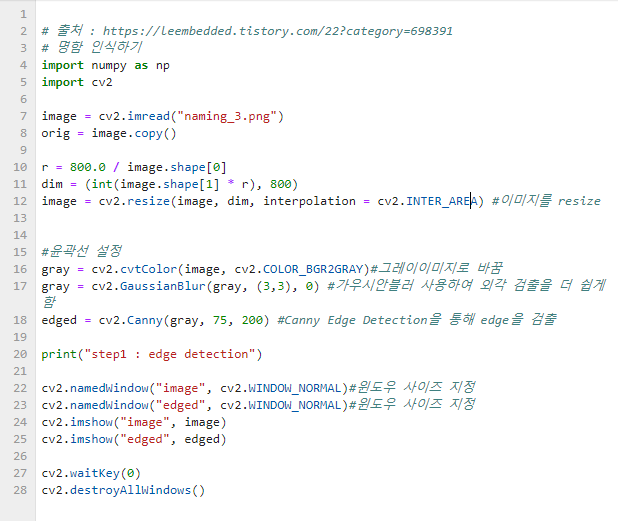 1
2 # 출처 : https://leembedded.tistory.com/22?category=698391
3 # 명함 인식하기
4 import numpy as np
5 import cv2
6
7 image = cv2.imread("naming_3.png")
8 orig = image.copy()
9
10 r = 800.0 / image.shape[0]
11 dim = (int(image.shape[1] * r), 800)
12 image = cv2.resize(image, dim, interpolation = cv2.INTER_AREA) #이미지를 resize
13
14
15 #윤곽선 설정
16 gray = cv2.cvtColor(image, cv2.COLOR_BGR2GRAY)#그레이이미지로 바꿈
17 gray = cv2.GaussianBlur(gray, (3,3), 0) #가우시안블러 사용하여 외각 검출을 더 쉽게
함
18 edged = cv2.Canny(gray, 75, 200) #Canny Edge Detection을 통해 edge을 검출
19
20 print("step1 : edge detection")
21
22 cv2.namedWindow("image", cv2.WINDOW_NORMAL)#윈도우 사이즈 지정
23 cv2.namedWindow("edged", cv2.WINDOW_NORMAL)#윈도우 사이즈 지정
24 cv2.imshow("image", image)
25 cv2.imshow("edged", edged)
26
27 cv2.waitKey(0)
28 cv2.destroyAllWindows()